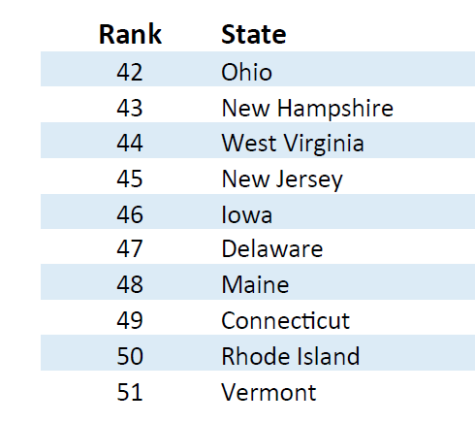 Rank State
42 Ohio
43 New Hampshire
44 West Virginia
45 New Jersey
46 Iowa
47 Delaware
48 Maine
49 Connecticut
50 Rhode Island
51 Vermont